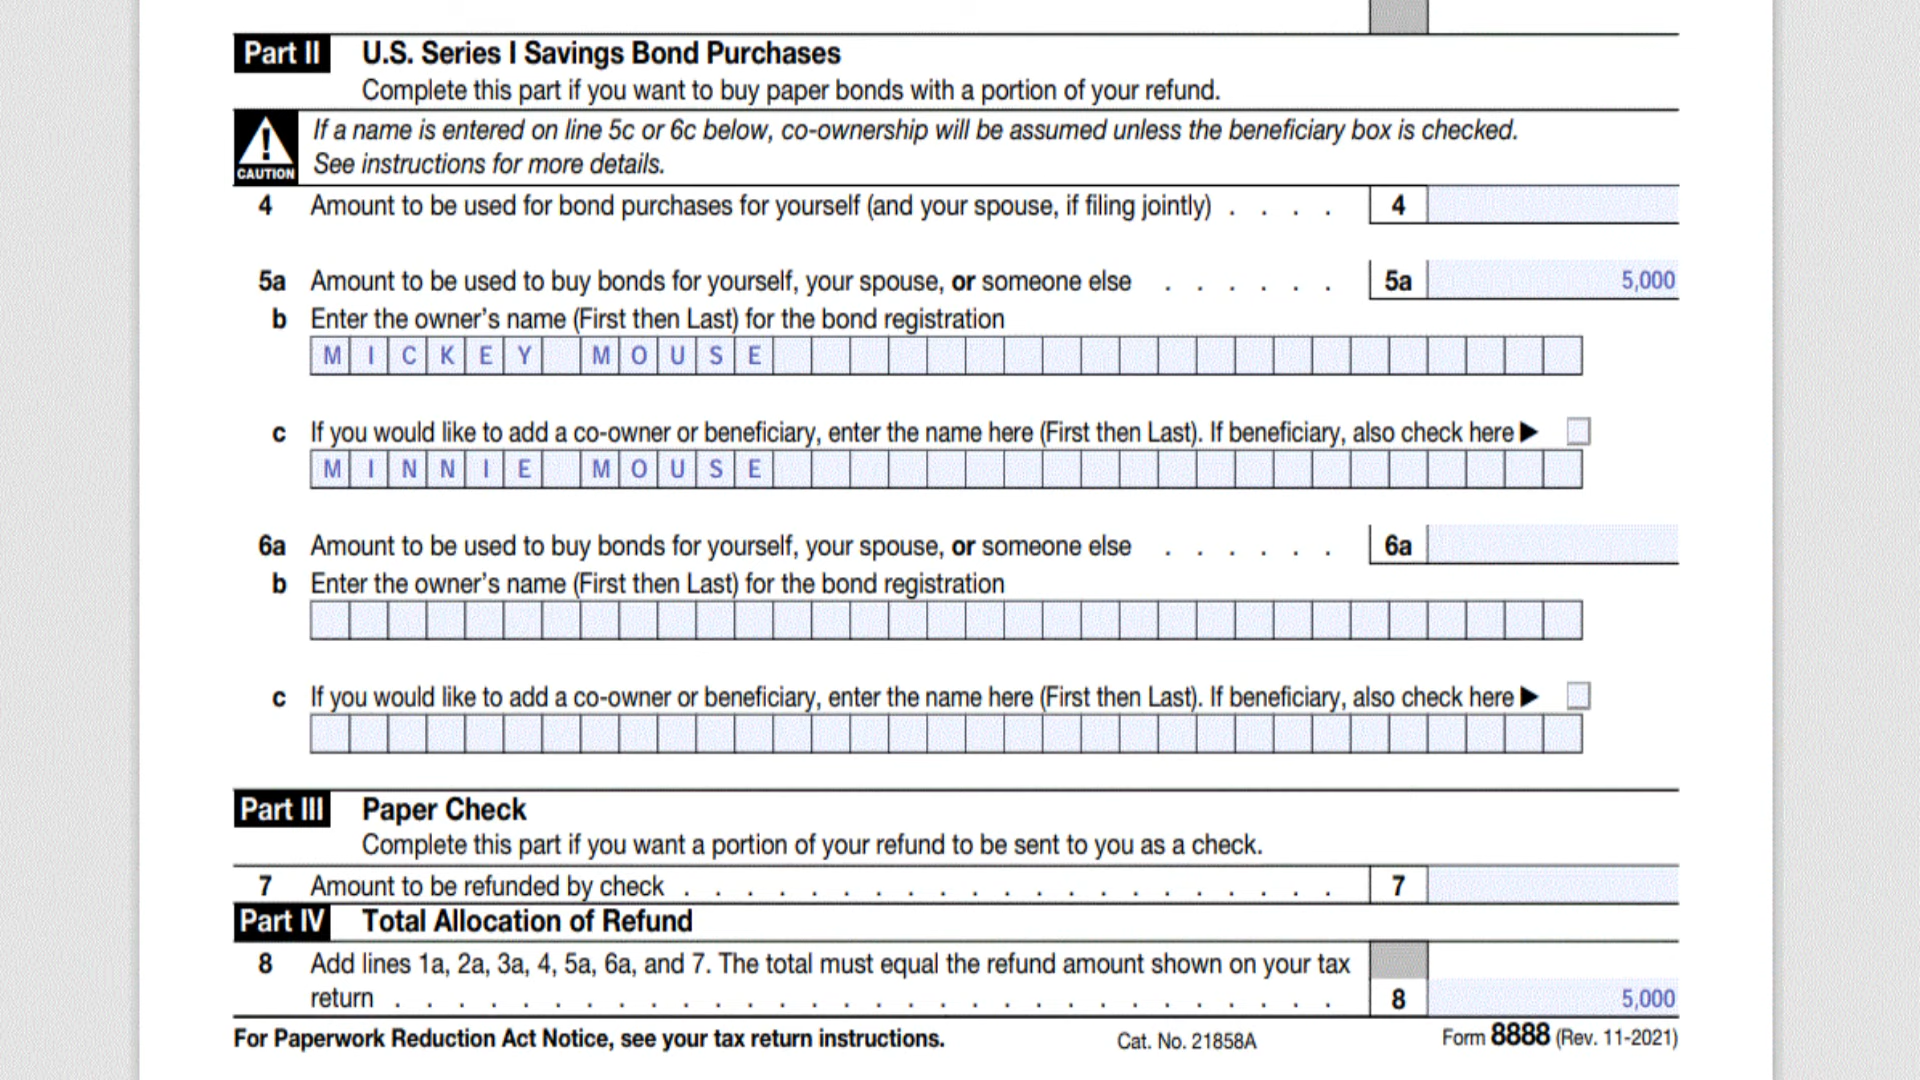 Part II U.S. Series I Savings Bond Purchases
Complete this part if you want to buy paper bonds with a portion of your refund.
! CAUTION
If a name is entered on line 5c or 6c below, co-ownership will be assumed unless the beneficiary box is checked.
See instructions for more details.
4 Amount to be used for bond purchases for yourself (and your spouse, if filing jointly) . . . . 4
5a Amount to be used to buy bonds for yourself, your spouse, or someone else . . . . . . 5a 5,000
b Enter the owner's name (First then Last) for the bond registration
MICKEY MOUSE
c If you would like to add a co-owner or beneficiary, enter the name here (First then Last). If beneficiary, also check here ▶
MINNIE MOUSE
6a Amount to be used to buy bonds for yourself, your spouse, or someone else . . . . . . 6a
b Enter the owner's name (First then Last) for the bond registration
c If you would like to add a co-owner or beneficiary, enter the name here (First then Last). If beneficiary, also check here ▶
Part III Paper Check
Complete this part if you want a portion of your refund to be sent to you as a check.
7 Amount to be refunded by check . . . . . . . . . . . . . . . . . . . . . 7
Part IV Total Allocation of Refund
8 Add lines 1a, 2a, 3a, 4, 5a, 6a, and 7. The total must equal the refund amount shown on your tax
return . . . . . . . . . . . . . . . . . . . . . . . . . . . . . . 8 5,000
For Paperwork Reduction Act Notice, see your tax return instructions. Cat. No. 21858A Form 8888 (Rev. 11-2021)